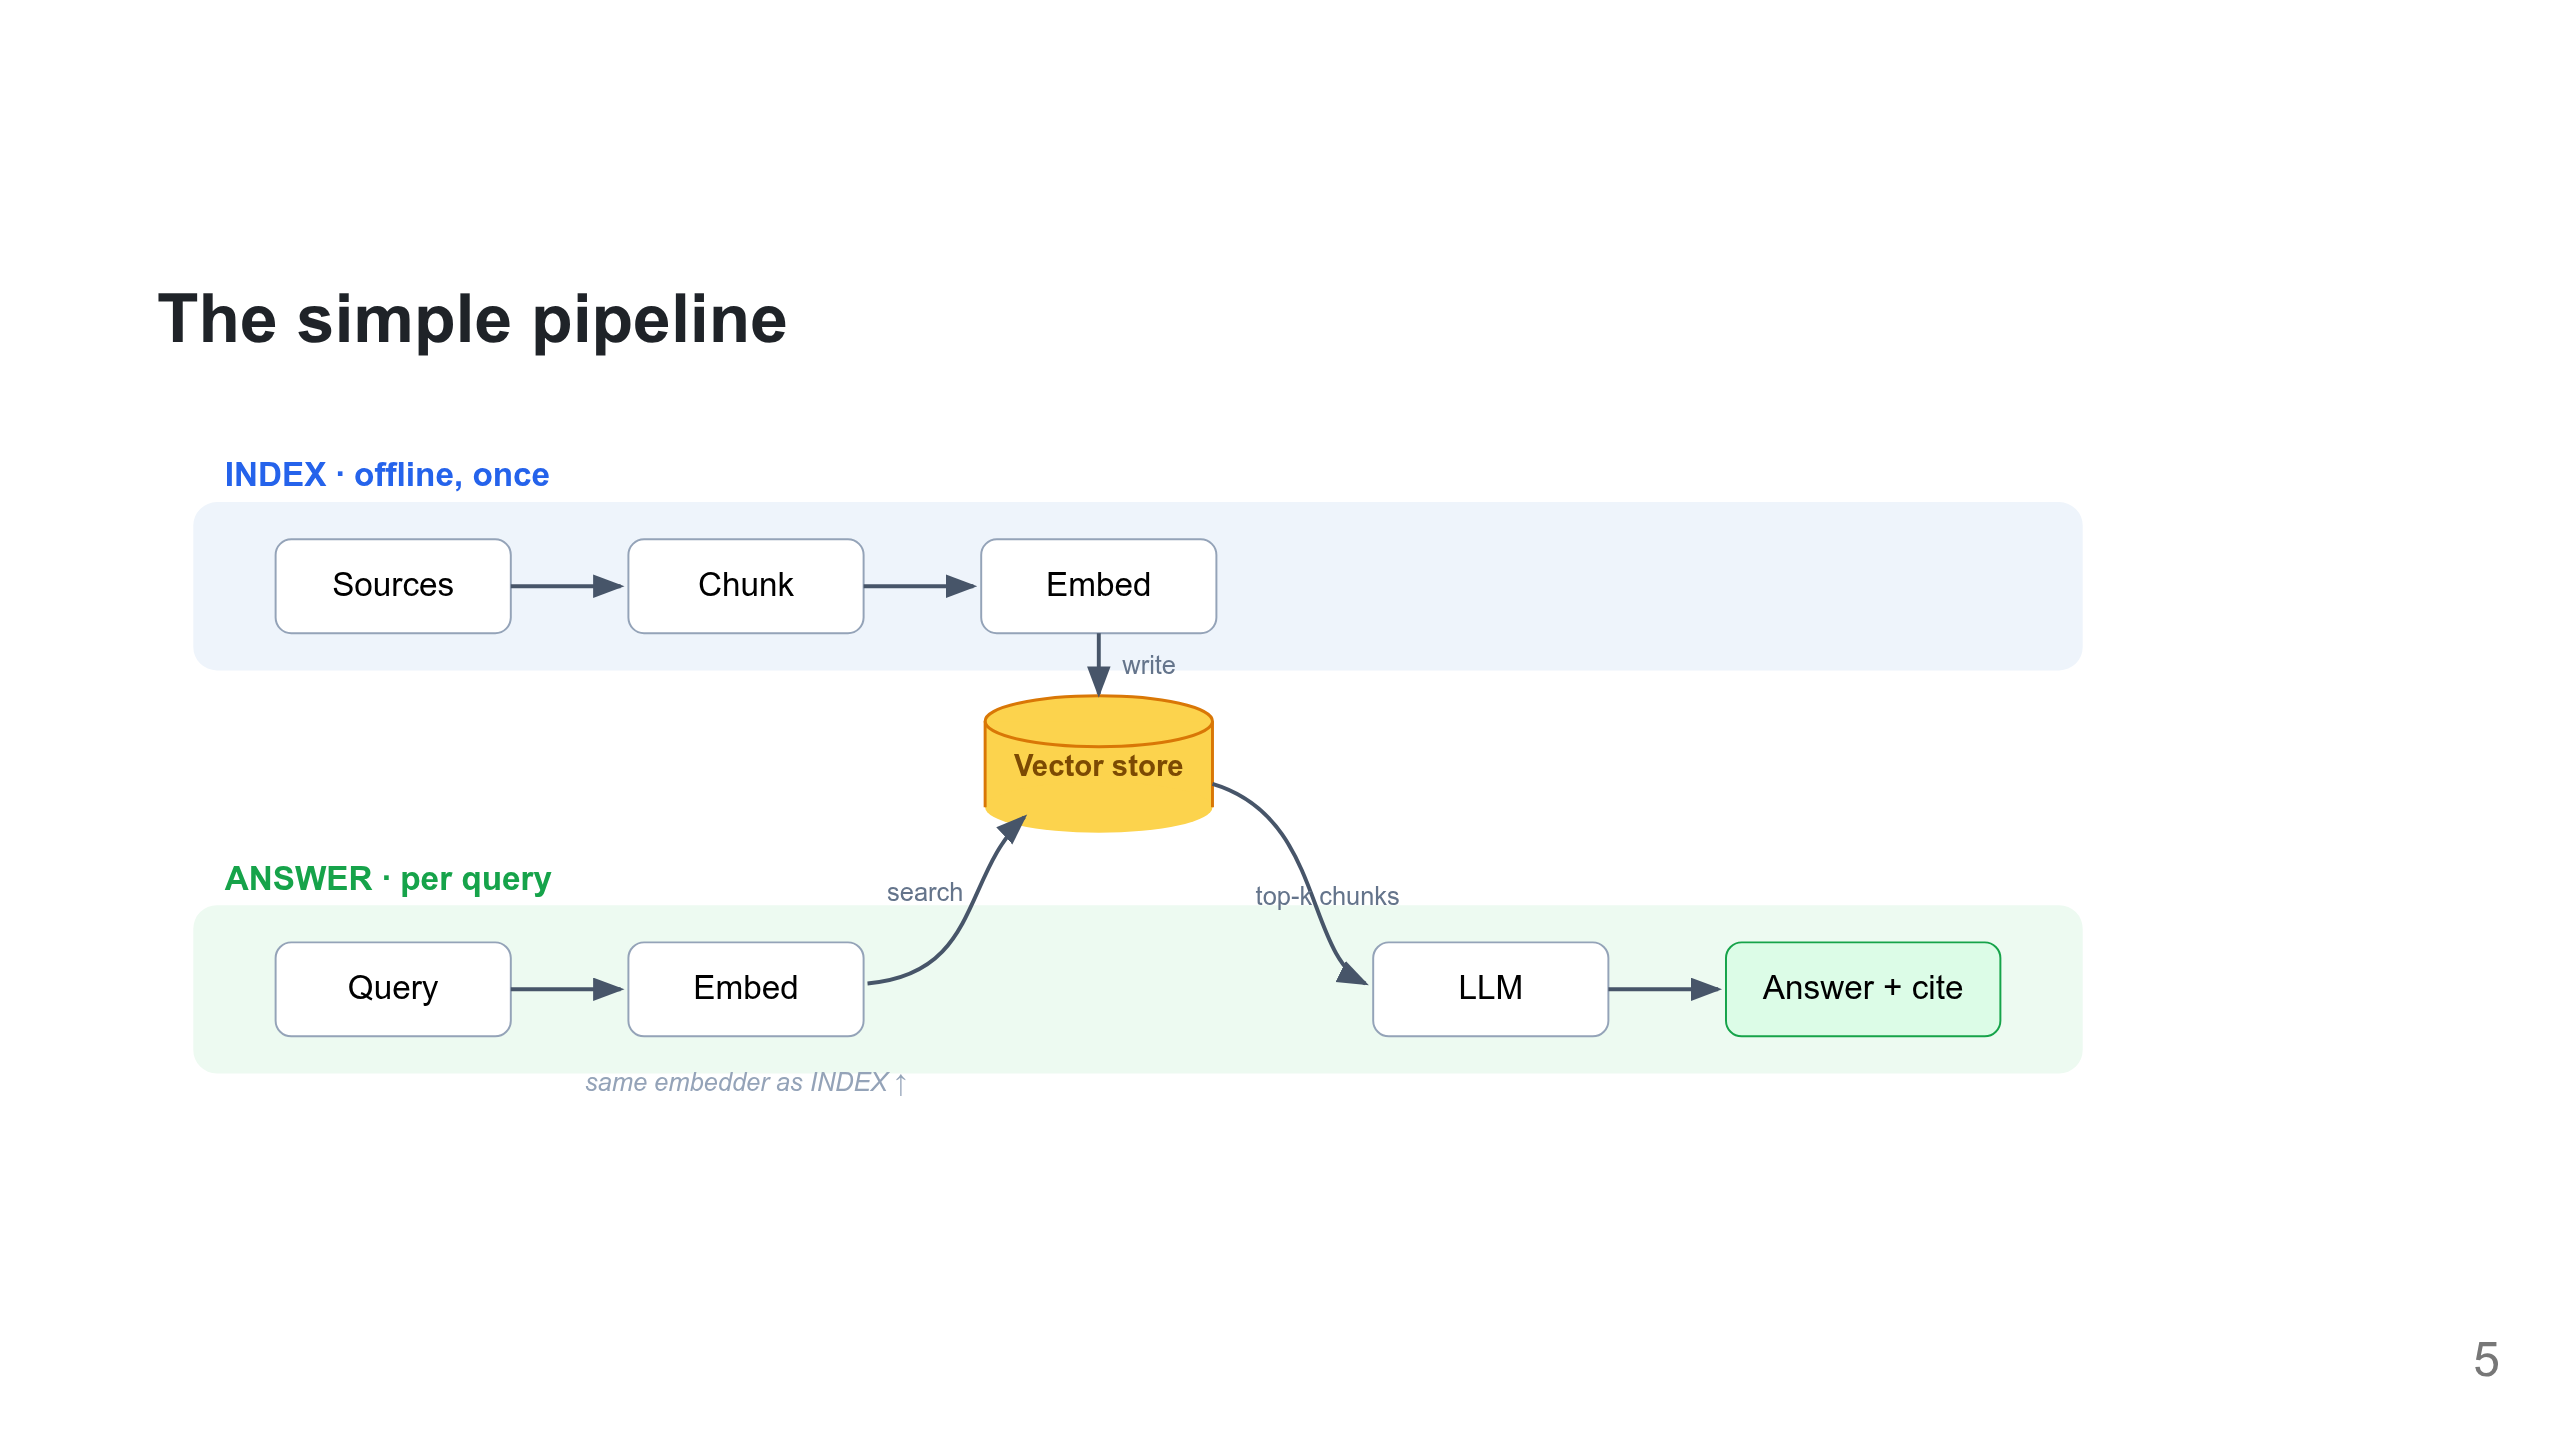 The simple pipeline
INDEX · offline, once
Sources
Chunk
Embed
write
Vector store
ANSWER · per query
search
top-k chunks
Query
Embed
LLM
Answer + cite
same embedder as INDEX ↑
5